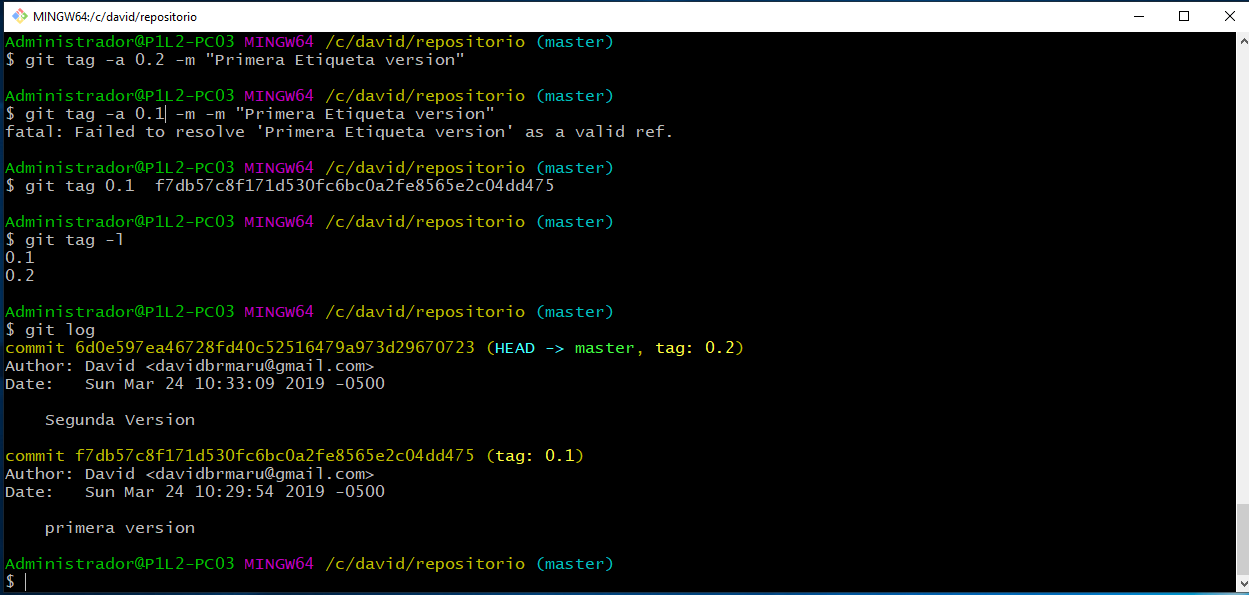 MINGW64:/c/david/repositorio
Administrador@P1L2-PC03 MINGW64 /c/david/repositorio (master)
$ git tag -a 0.2 -m "Primera Etiqueta version"
Administrador@P1L2-PC03 MINGW64 /c/david/repositorio (master)
$ git tag -a 0.1 -m -m "Primera Etiqueta version"
fatal: Failed to resolve 'Primera Etiqueta version' as a valid ref.
Administrador@P1L2-PC03 MINGW64 /c/david/repositorio (master)
$ git tag 0.1  f7db57c8f171d530fc6bc0a2fe8565e2c04dd475
Administrador@P1L2-PC03 MINGW64 /c/david/repositorio (master)
$ git tag -l
0.1
0.2
Administrador@P1L2-PC03 MINGW64 /c/david/repositorio (master)
$ git log
commit 6d0e597ea46728fd40c52516479a973d29670723 (HEAD -> master, tag: 0.2)
Author: David <davidbrmaru@gmail.com>
Date:   Sun Mar 24 10:33:09 2019 -0500
Segunda Version
commit f7db57c8f171d530fc6bc0a2fe8565e2c04dd475 (tag: 0.1)
Author: David <davidbrmaru@gmail.com>
Date:   Sun Mar 24 10:29:54 2019 -0500
primera version
Administrador@P1L2-PC03 MINGW64 /c/david/repositorio (master)
$